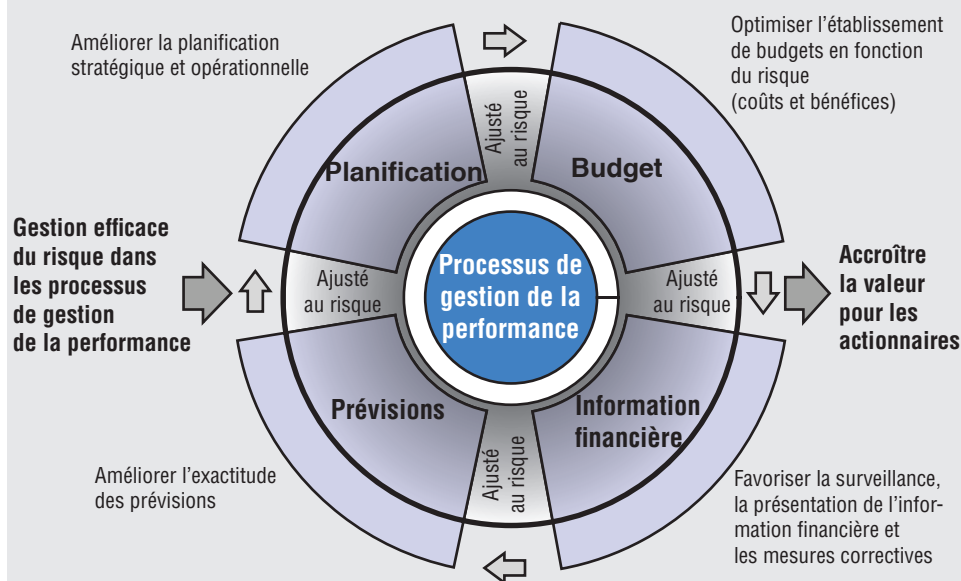 Améliorer la planification
stratégique et opérationnelle
Optimiser l’établissement
de budgets en fonction
du risque
(coûts et bénéfices)
Ajusté
au risque
Planification
Budget
Gestion efficace
du risque dans
les processus
de gestion
de la performance
Ajusté
au risque
Processus de
gestion de la
performance
Ajusté
au risque
Accroître
la valeur
pour les
actionnaires
Prévisions
Information
financière
Ajusté
au risque
Améliorer l’exactitude
des prévisions
Favoriser la surveillance,
la présentation de l’infor-
mation financière et
les mesures correctives